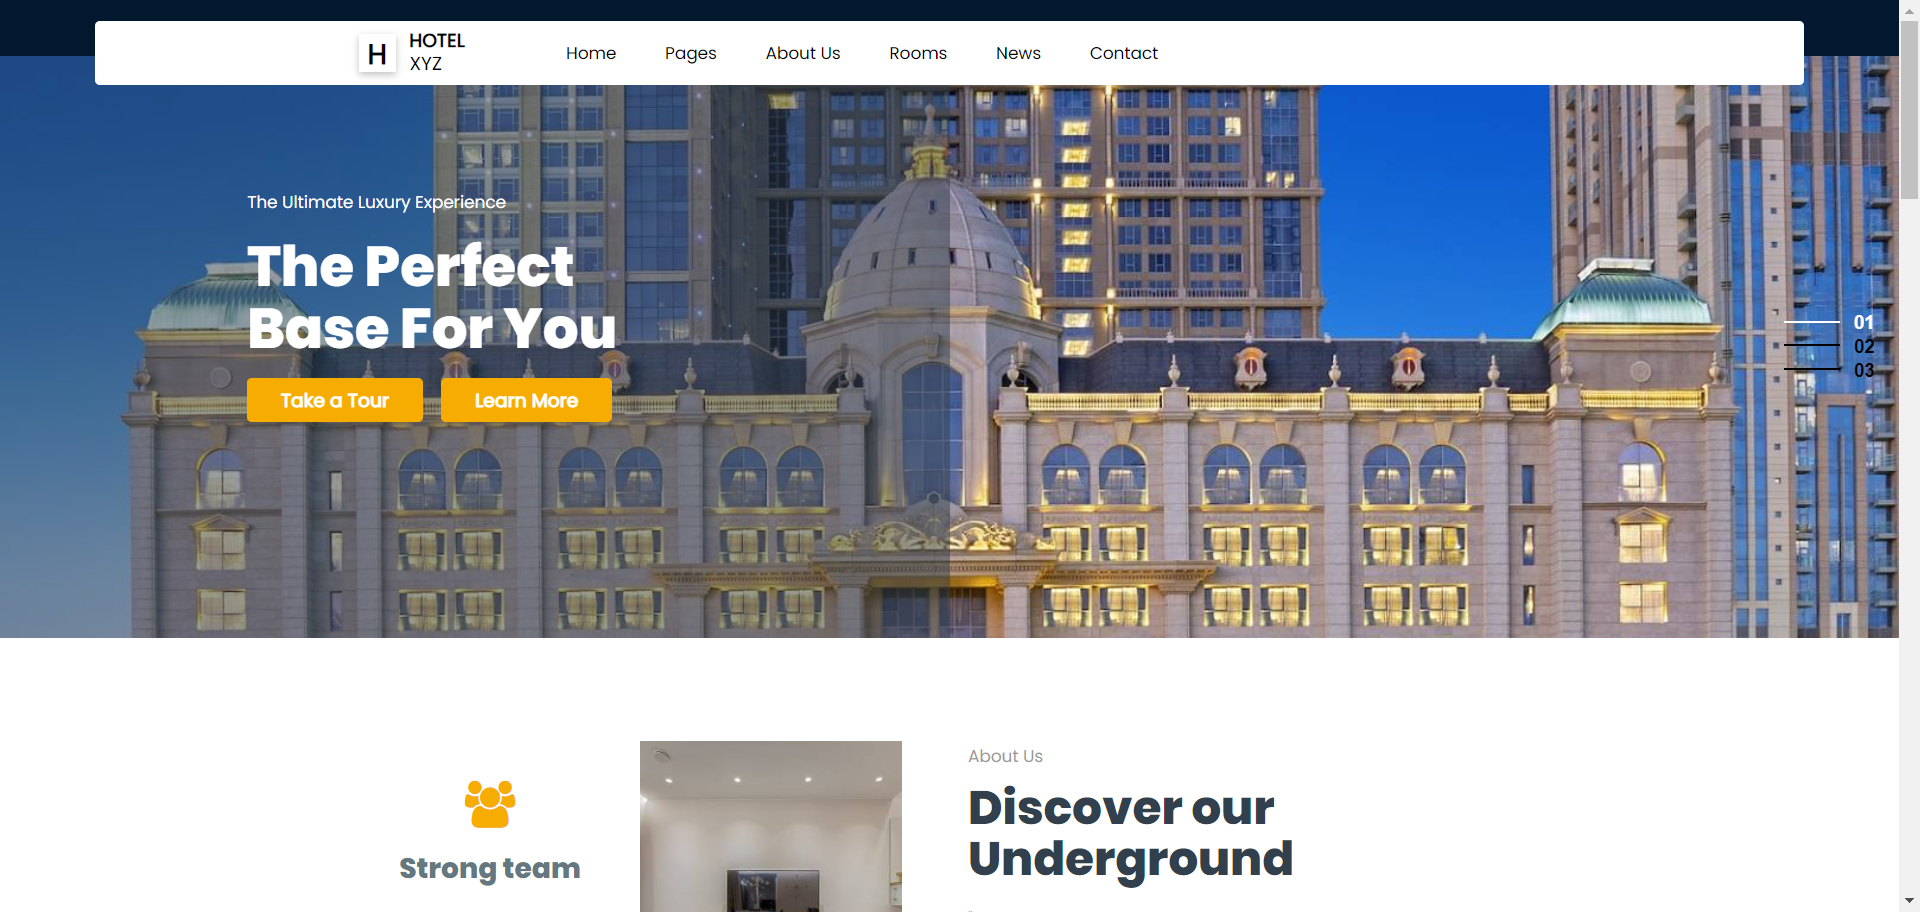 H
HOTEL
XYZ
Home
Pages
About Us
Rooms
News
Contact
The Ultimate Luxury Experience
The Perfect
Base For You
Take a Tour
Learn More
01
02
03
Strong team
About Us
Discover our
Underground